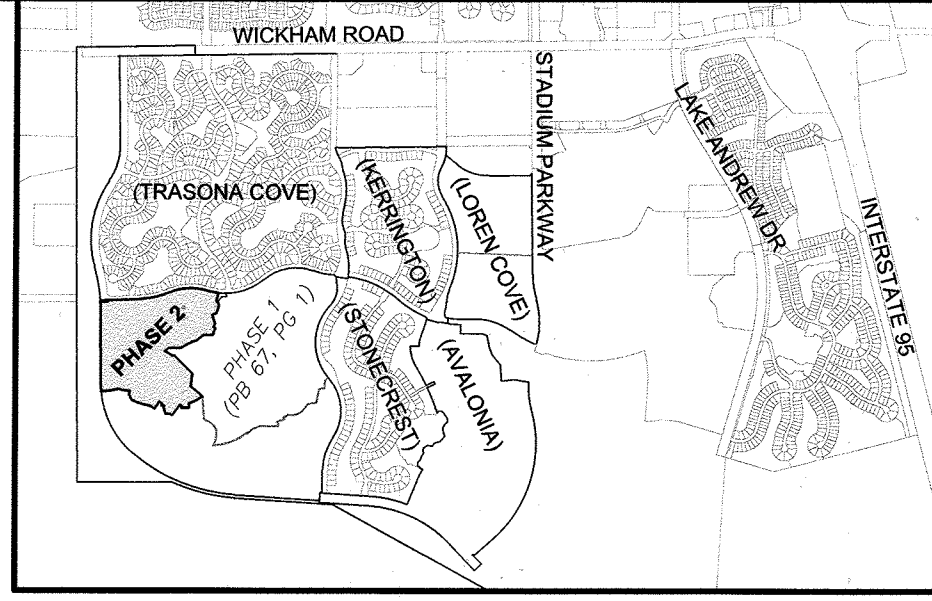 WICKHAM ROAD
STADIUM PARKWAY
LAKE ANDREW DR
INTERSTATE 95
(TRASONA COVE)
(KERRINGTON)
(LOREN COVE)
PHASE 2
PHASE 1
(PB 67, PG 1)
(STONECREST)
(AVALONIA)